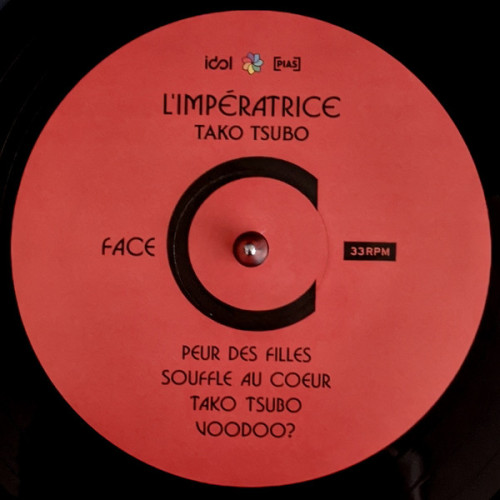 idol [PIAS]
L'IMPÉRATRICE
TAKO TSUBO
FACE C 33RPM
PEUR DES FILLES
SOUFFLE AU COEUR
TAKO TSUBO
VOODOO?